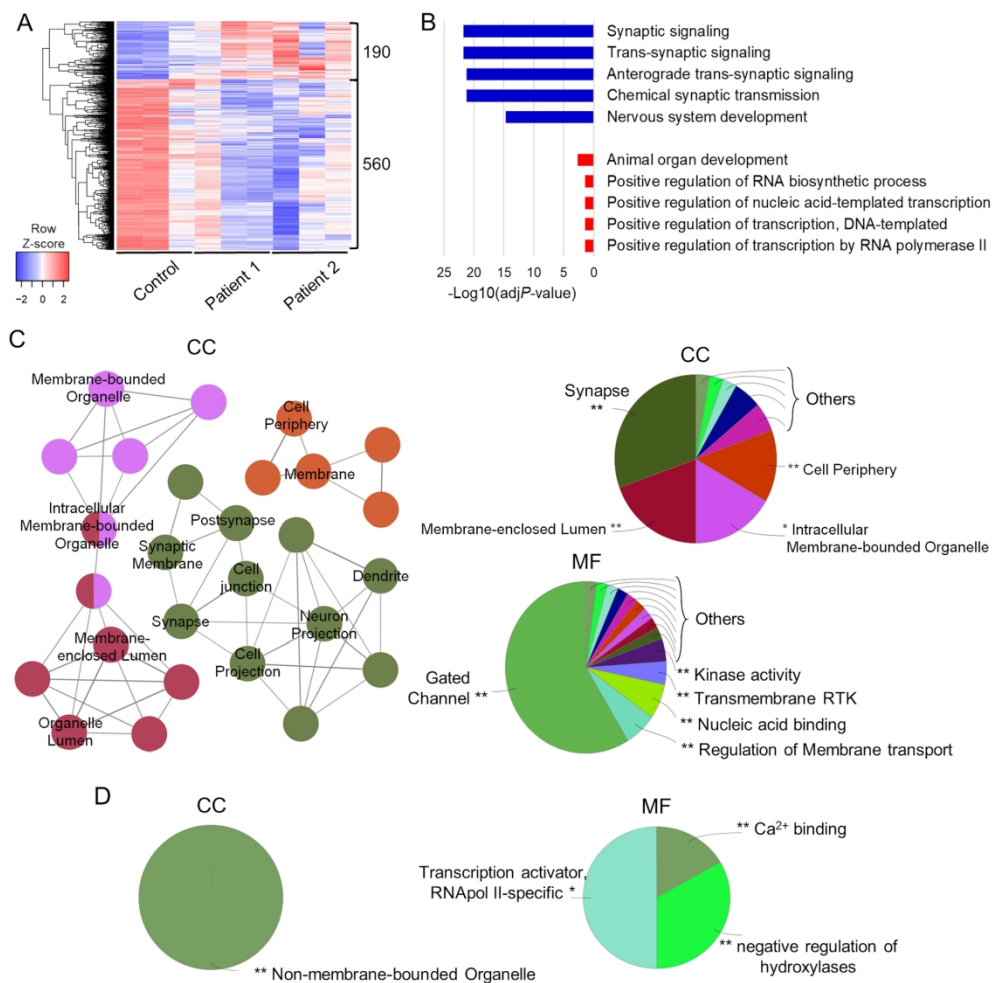 A
190
560
Row
Z-score
−2 0 2
Control
Patient 1
Patient 2
B
Synaptic signaling
Trans-synaptic signaling
Anterograde trans-synaptic signaling
Chemical synaptic transmission
Nervous system development
Animal organ development
Positive regulation of RNA biosynthetic process
Positive regulation of nucleic acid-templated transcription
Positive regulation of transcription, DNA-templated
Positive regulation of transcription by RNA polymerase II
25 20 15 10 5 0
-Log10(adjP-value)
C
CC
Membrane-bounded
Organelle
Cell
Periphery
Membrane
Intracellular
Membrane-bounded
Organelle
Postsynapse
Synaptic
Membrane
Cell
junction
Dendrite
Synapse
Neuron
Projection
Cell
Projection
Membrane-
enclosed Lumen
Organelle
Lumen
CC
Synapse
**
Others
** Cell Periphery
Membrane-enclosed Lumen **
* Intracellular
Membrane-bounded Organelle
MF
Others
Gated
Channel **
** Kinase activity
** Transmembrane RTK
** Nucleic acid binding
** Regulation of Membrane transport
D
CC
** Non-membrane-bounded Organelle
MF
** Ca²⁺ binding
Transcription activator,
RNApol II-specific *
** negative regulation of
hydroxylases